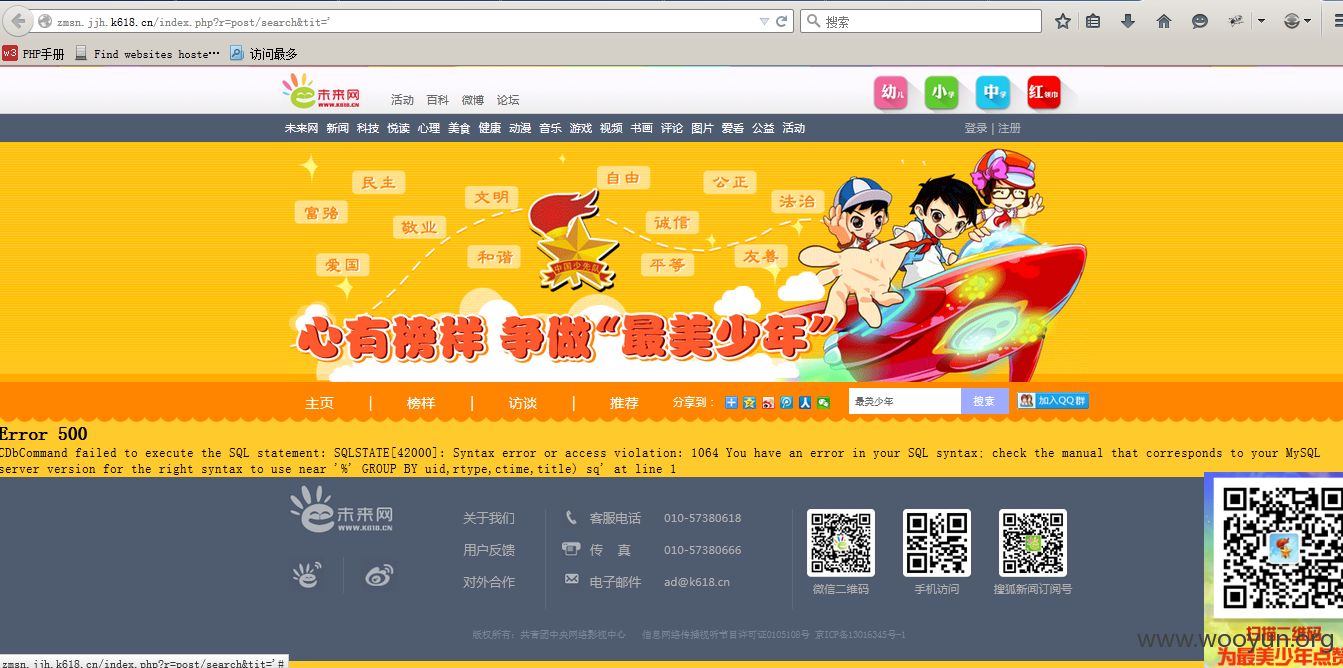 zmsn.jjh.k618.cn/index.php?r=post/search&tit='
搜索
PHP手册 Find websites hoste… 访问最多
未来网 WWW.K618.CN
活动 百科 微博 论坛
幼儿 小学 中学 红领巾
未来网 新闻 科技 悦读 心理 美食 健康 动漫 音乐 游戏 视频 书画 评论 图片 爱看 公益 活动
登录 | 注册
民主 文明 自由 公正 法治
富强 敬业 诚信
爱国 和谐 平等 友善
中国少先队
心有榜样 争做“最美少年”
主页 | 榜样 | 访谈 | 推荐 分享到: 最美少年 搜索 加入QQ群
Error 500
CDbCommand failed to execute the SQL statement: SQLSTATE[42000]: Syntax error or access violation: 1064 You have an error in your SQL syntax; check the manual that corresponds to your MySQL
server version for the right syntax to use near '%' GROUP BY uid,rtype,ctime,title) sq' at line 1
未来网 WWW.K618.CN
关于我们 客服电话 010-57380618
用户反馈 传 真 010-57380666
对外合作 电子邮件 ad@k618.cn
微信二维码 手机访问 搜狐新闻订阅号
版权所有：共青团中央网络影视中心 信息网络传播视听节目许可证0105108号 京ICP备13016345号-1
扫描二维码
为最美少年点
www.wooyun.org
zmsn.jjh.k618.cn/index.php?r=post/search&tit='#